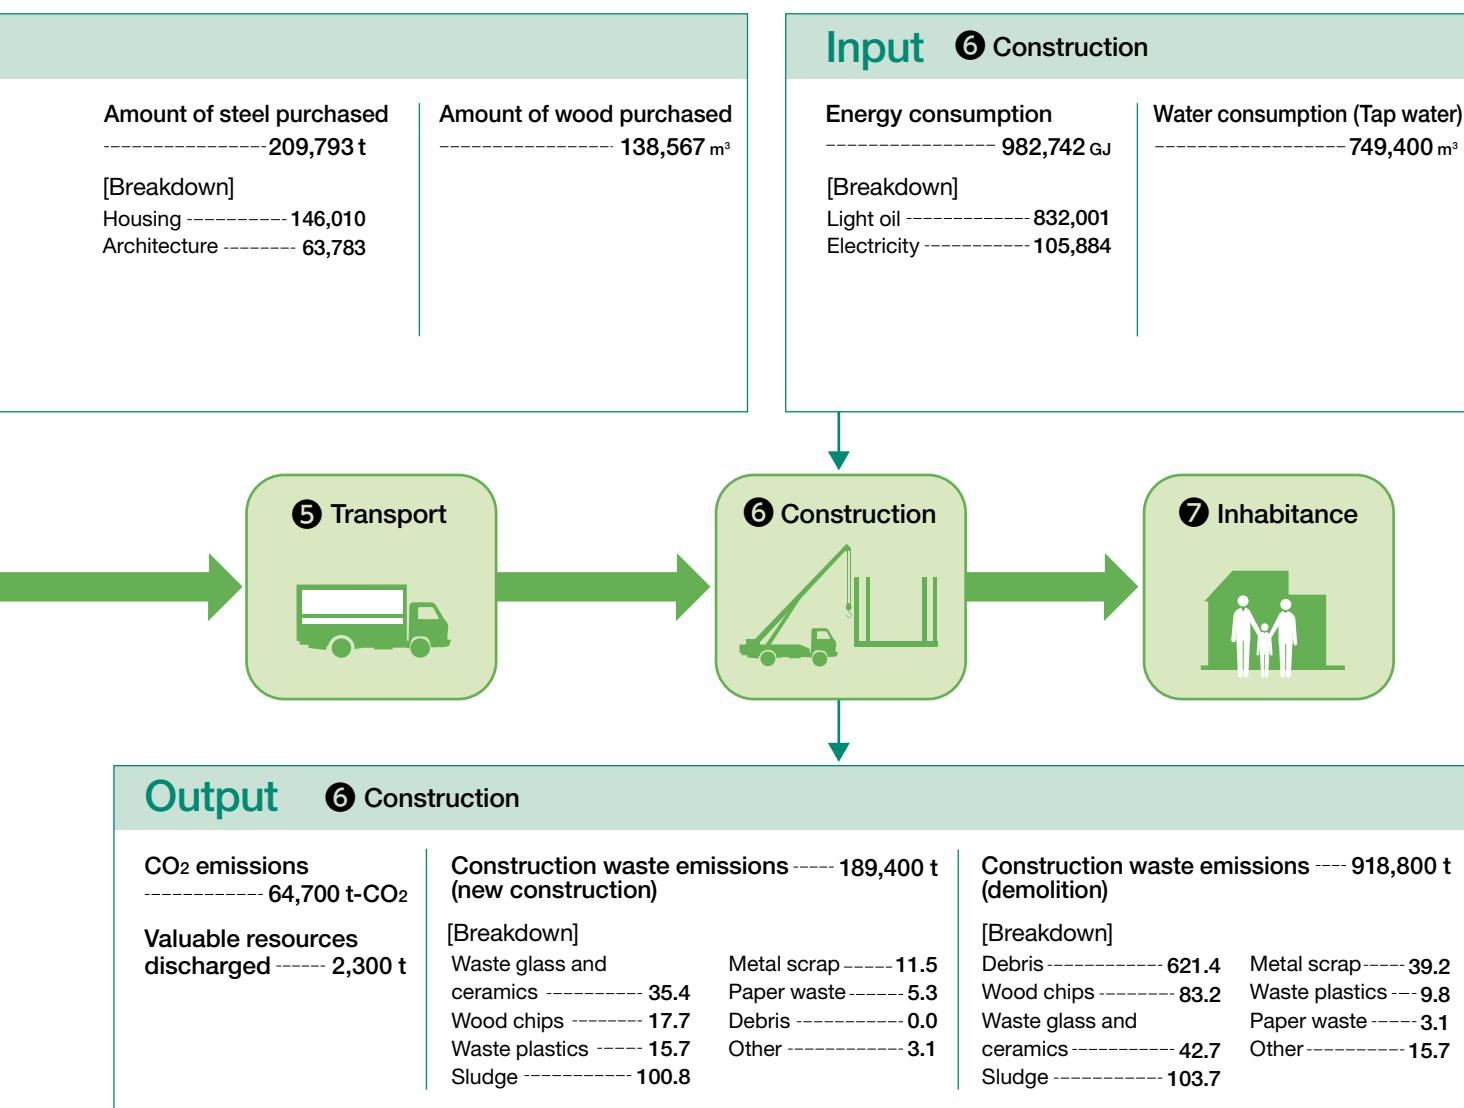 Amount of steel purchased
209,793 t
[Breakdown]
Housing 146,010
Architecture 63,783
Amount of wood purchased
138,567 m³
Input ❻ Construction
Energy consumption
982,742 GJ
[Breakdown]
Light oil 832,001
Electricity 105,884
Water consumption (Tap water)
749,400 m³
❺ Transport
❻ Construction
❼ Inhabitance
Output ❻ Construction
CO2 emissions
64,700 t-CO2
Valuable resources
discharged 2,300 t
Construction waste emissions 189,400 t
(new construction)
[Breakdown]
Waste glass and
ceramics 35.4
Wood chips 17.7
Waste plastics 15.7
Sludge 100.8
Metal scrap 11.5
Paper waste 5.3
Debris 0.0
Other 3.1
Construction waste emissions 918,800 t
(demolition)
[Breakdown]
Debris 621.4
Wood chips 83.2
Waste glass and
ceramics 42.7
Sludge 103.7
Metal scrap 39.2
Waste plastics 9.8
Paper waste 3.1
Other 15.7